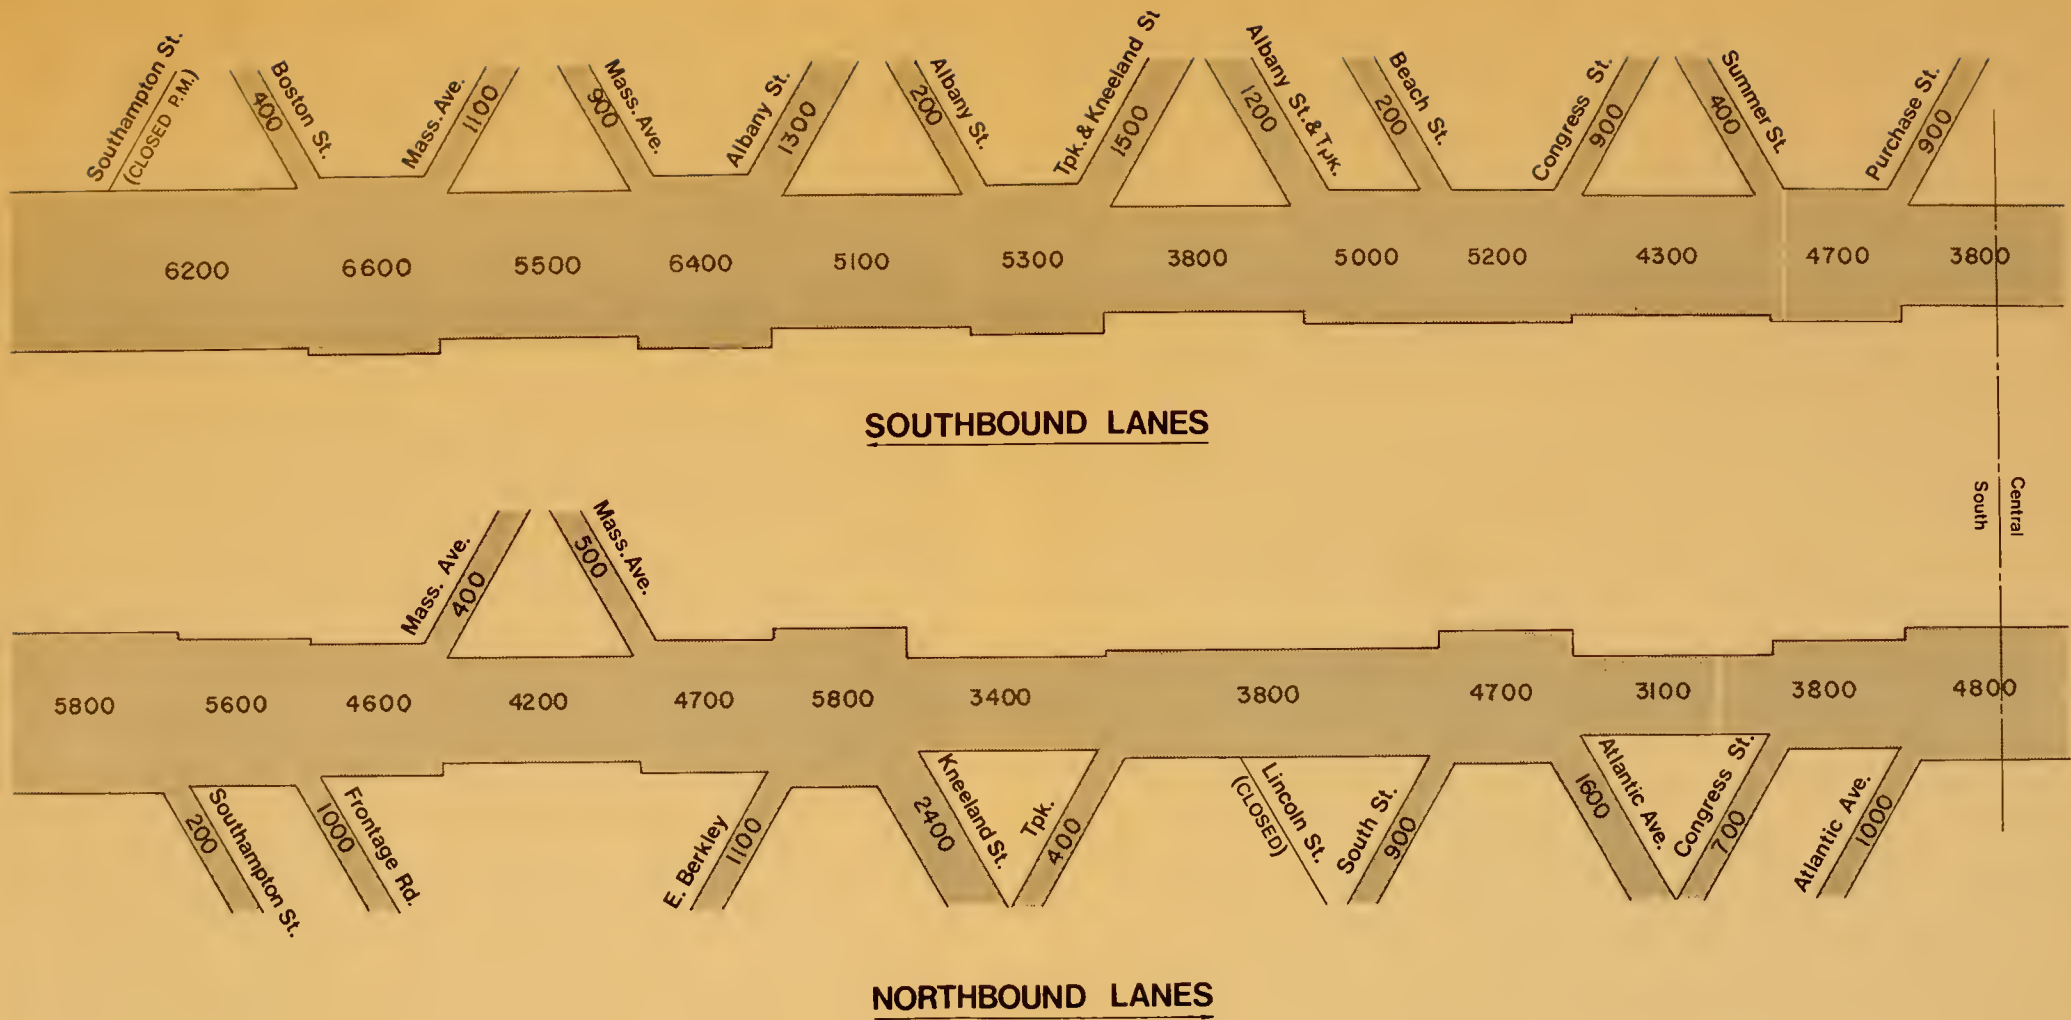 Southampton St.
(CLOSED P.M.)
400
Boston St.
Mass. Ave.
1100
900
Mass. Ave.
Albany St.
1300
200
Albany St.
Tpk. & Kneeland St
1500
1200
Albany St. & Tpk.
200
Beach St.
Congress St.
900
400
Summer St.
Purchase St.
900
6200 6600 5500 6400 5100 5300 3800 5000 5200 4300 4700 3800
SOUTHBOUND LANES
South
Central
Mass. Ave.
400
500
Mass. Ave.
5800 5600 4600 4200 4700 5800 3400 3800 4700 3100 3800 4800
200
Southampton St.
1000
Frontage Rd.
E. Berkley
1100
2400
Kneeland St.
Tpk.
400
Lincoln St.
(CLOSED)
South St.
900
1600
Atlantic Ave.
Congress St.
700
Atlantic Ave.
1000
NORTHBOUND LANES